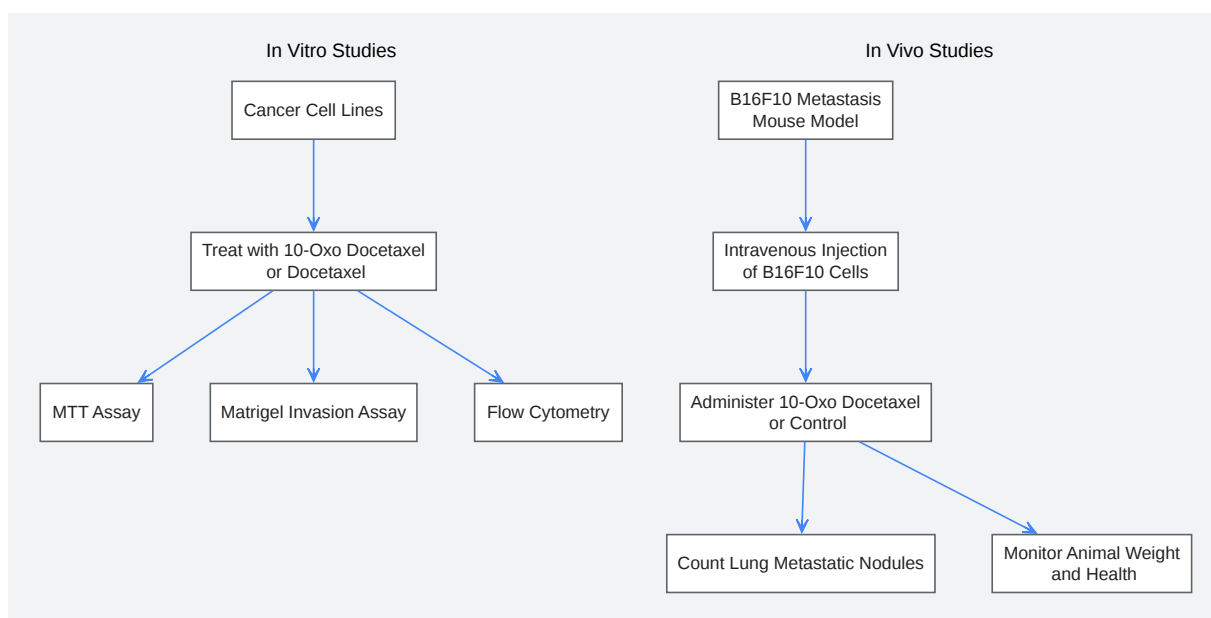 In Vitro Studies
Cancer Cell Lines
Treat with 10-Oxo Docetaxel
or Docetaxel
MTT Assay
Matrigel Invasion Assay
Flow Cytometry
In Vivo Studies
B16F10 Metastasis
Mouse Model
Intravenous Injection
of B16F10 Cells
Administer 10-Oxo Docetaxel
or Control
Count Lung Metastatic Nodules
Monitor Animal Weight
and Health